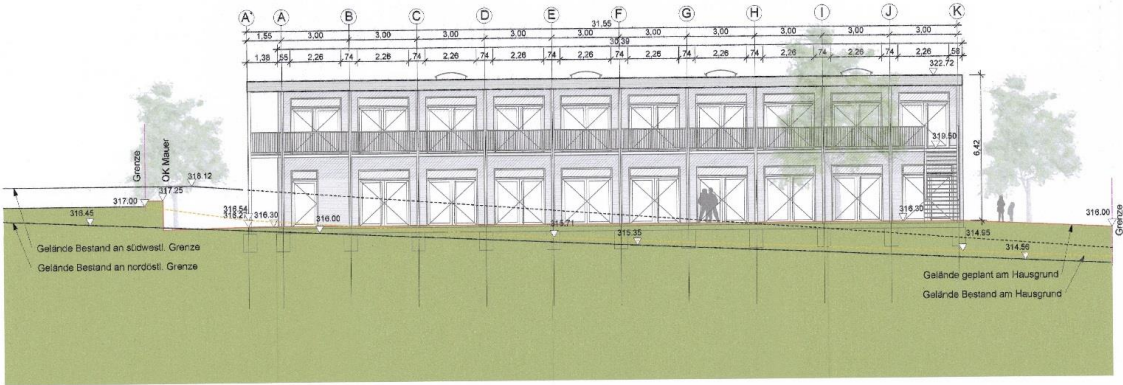 A* A B C D E F G H I J K
31.55
1,55 3,00 3,00 3,00 3,00 3,00 3,00 3,00 3,00 3,00 3,00
30,39
1,38 55 2,26 74 2,26 74 2,26 74 2,26 74 2,26 74 2,26 74 2,26 74 2,26 74 2,26 74 2,26 58
322.72
6,42
319.50
Grenze
OK Mauer
318.12
317.25
317.00
316.54
316.27
316.30
316.45
316.00
315.71
315.35
316.30
314.95
314.56
316.00
Grenze
Gelände Bestand an südwestl. Grenze
Gelände Bestand an nordöstl. Grenze
Gelände geplant am Hausgrund
Gelände Bestand am Hausgrund